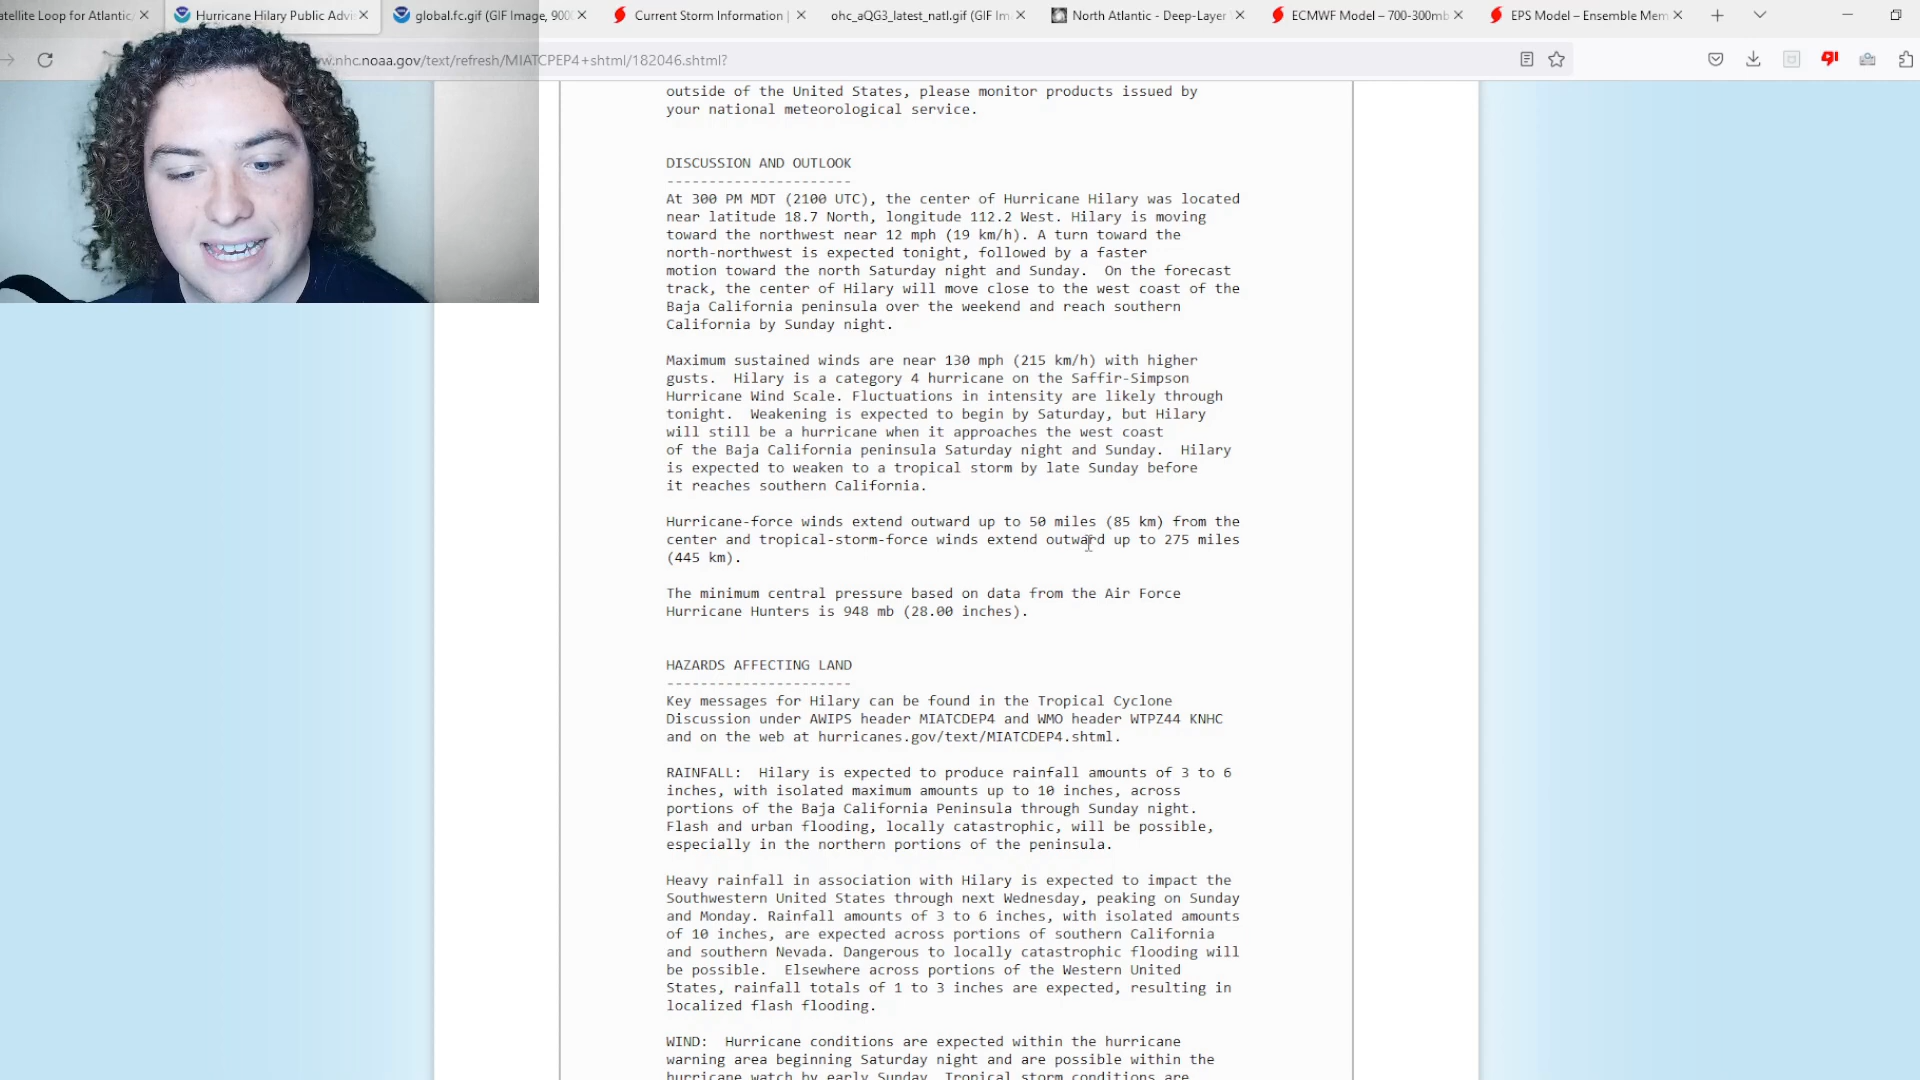 atellite Loop for Atlantic
Hurricane Hilary Public Advi
global.fc.gif (GIF Image, 900
Current Storm Information |
ohc_aQG3_latest_natl.gif (GIF Im
North Atlantic - Deep-Layer
ECMWF Model – 700-300mb
EPS Model – Ensemble Mem
w.nhc.noaa.gov/text/refresh/MIATCPEP4+shtml/182046.shtml?
outside of the United States, please monitor products issued by
your national meteorological service.
DISCUSSION AND OUTLOOK
----------------------
At 300 PM MDT (2100 UTC), the center of Hurricane Hilary was located
near latitude 18.7 North, longitude 112.2 West. Hilary is moving
toward the northwest near 12 mph (19 km/h). A turn toward the
north-northwest is expected tonight, followed by a faster
motion toward the north Saturday night and Sunday.  On the forecast
track, the center of Hilary will move close to the west coast of the
Baja California peninsula over the weekend and reach southern
California by Sunday night.
Maximum sustained winds are near 130 mph (215 km/h) with higher
gusts.  Hilary is a category 4 hurricane on the Saffir-Simpson
Hurricane Wind Scale. Fluctuations in intensity are likely through
tonight.  Weakening is expected to begin by Saturday, but Hilary
will still be a hurricane when it approaches the west coast
of the Baja California peninsula Saturday night and Sunday.  Hilary
is expected to weaken to a tropical storm by late Sunday before
it reaches southern California.
Hurricane-force winds extend outward up to 50 miles (85 km) from the
center and tropical-storm-force winds extend outward up to 275 miles
(445 km).
The minimum central pressure based on data from the Air Force
Hurricane Hunters is 948 mb (28.00 inches).
HAZARDS AFFECTING LAND
----------------------
Key messages for Hilary can be found in the Tropical Cyclone
Discussion under AWIPS header MIATCDEP4 and WMO header WTPZ44 KNHC
and on the web at hurricanes.gov/text/MIATCDEP4.shtml.
RAINFALL:  Hilary is expected to produce rainfall amounts of 3 to 6
inches, with isolated maximum amounts up to 10 inches, across
portions of the Baja California Peninsula through Sunday night.
Flash and urban flooding, locally catastrophic, will be possible,
especially in the northern portions of the peninsula.
Heavy rainfall in association with Hilary is expected to impact the
Southwestern United States through next Wednesday, peaking on Sunday
and Monday. Rainfall amounts of 3 to 6 inches, with isolated amounts
of 10 inches, are expected across portions of southern California
and southern Nevada. Dangerous to locally catastrophic flooding will
be possible.  Elsewhere across portions of the Western United
States, rainfall totals of 1 to 3 inches are expected, resulting in
localized flash flooding.
WIND:  Hurricane conditions are expected within the hurricane
warning area beginning Saturday night and are possible within the
hurricane watch by early Sunday. Tropical storm conditions are